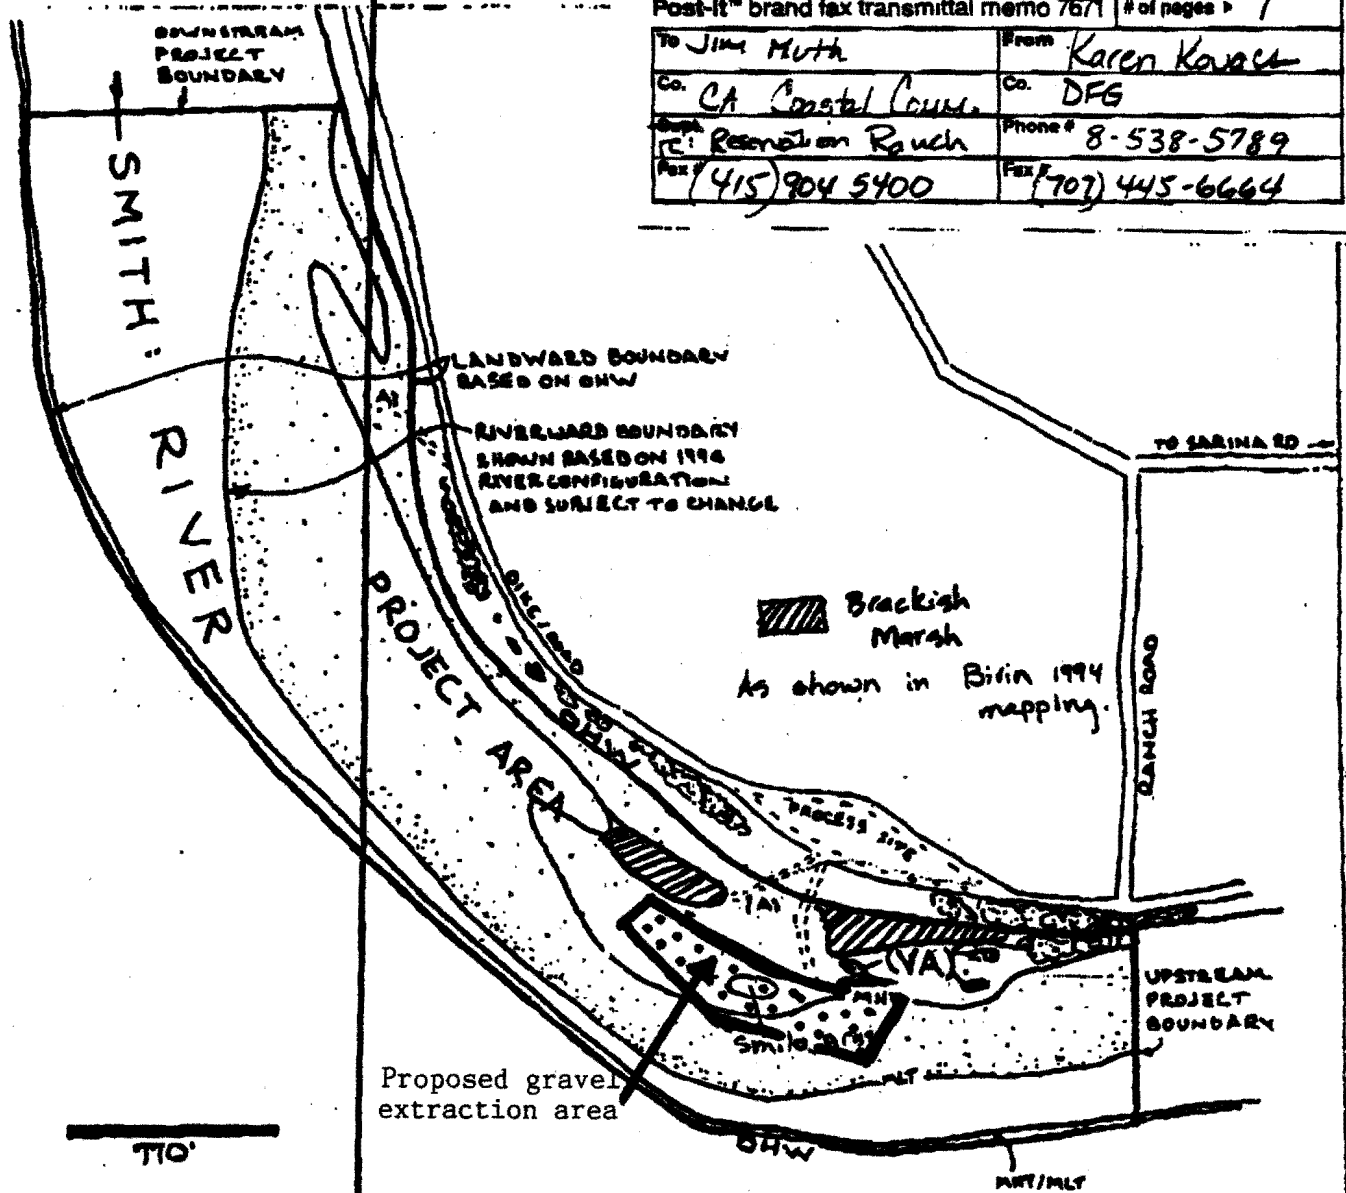 Post-It™ brand fax transmittal memo 7671 # of pages ▸ 1
To Jim Muth From Karen Kovacs
Co. CA Coastal Comm. Co. DFG
Dept. re: Reservation Ranch Phone # 8-538-5789
Fax # (415) 904 5400 Fax # (707) 445-6664
DOWNSTREAM
PROJECT
BOUNDARY
SMITH
RIVER
LANDWARD BOUNDARY
BASED ON OHW
RIVERWARD BOUNDARY
SHOWN BASED ON 1994
RIVER CONFIGURATION
AND SUBJECT TO CHANGE
TO SARINA RD
DIKE/ROAD
PROJECT AREA
OHW
Brackish
Marsh
As shown in Birin 1994
mapping.
RANCH ROAD
PROCESS SITE
(VA)
UPSTREAM
PROJECT
BOUNDARY
MLT
Proposed gravel
extraction area
770'
OHW
MHT/MLT